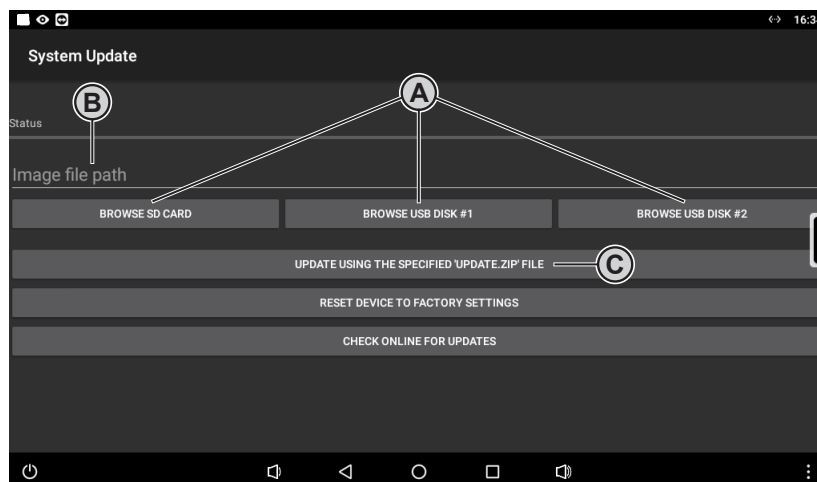 16:3
System Update
B
A
Status
Image file path
BROWSE SD CARD
BROWSE USB DISK #1
BROWSE USB DISK #2
UPDATE USING THE SPECIFIED 'UPDATE.ZIP' FILE
C
RESET DEVICE TO FACTORY SETTINGS
CHECK ONLINE FOR UPDATES